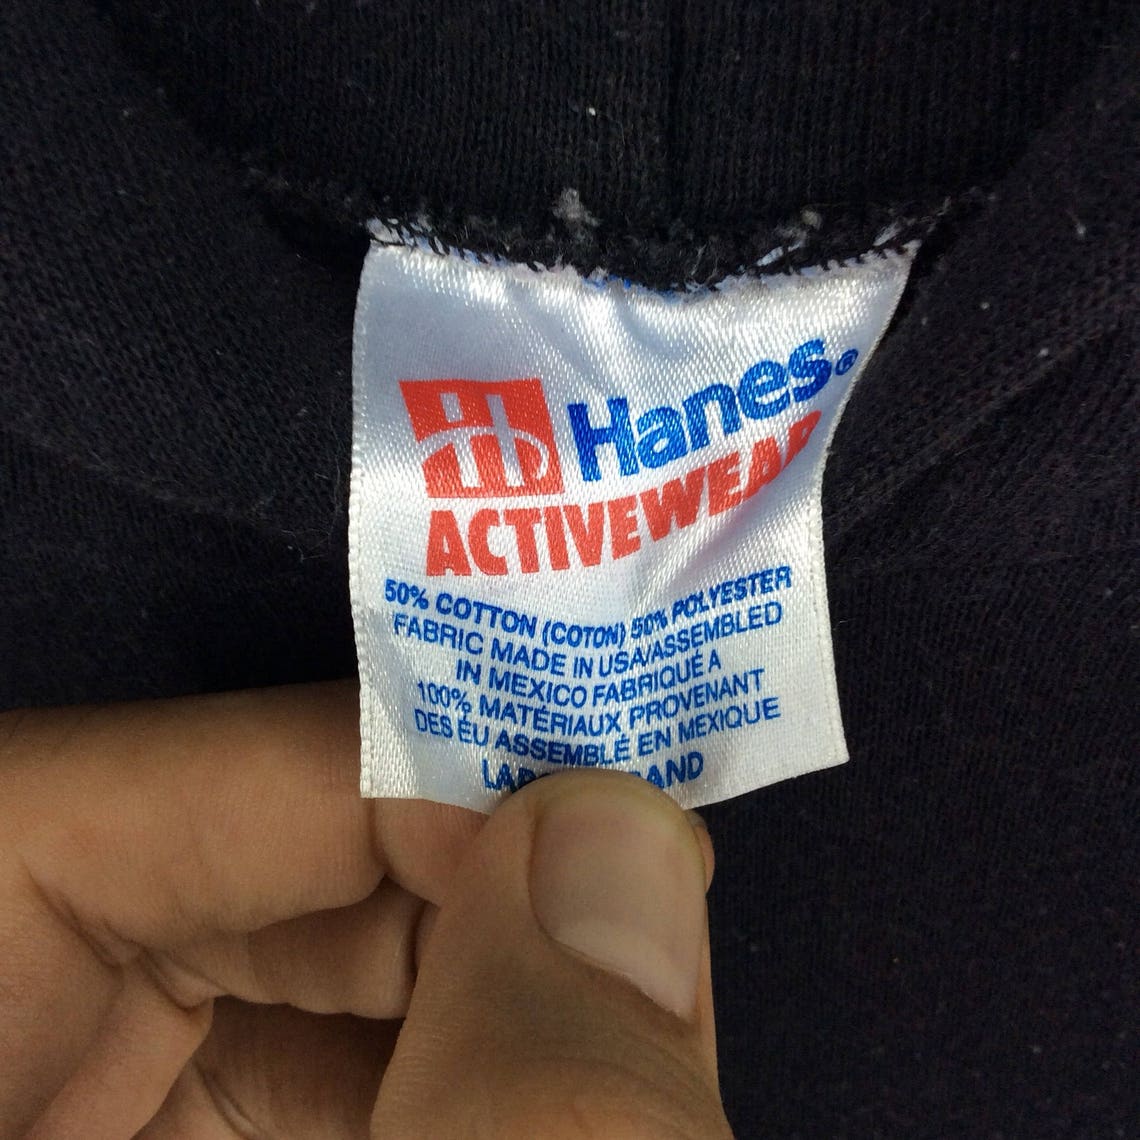 Hanes®
ACTIVEWEAR
50% COTTON (COTON) 50% POLYESTER
FABRIC MADE IN USA/ASSEMBLED
IN MEXICO FABRIQUÉ À
100% MATÉRIAUX PROVENANT
DES ÉU ASSEMBLÉ EN MEXIQUE